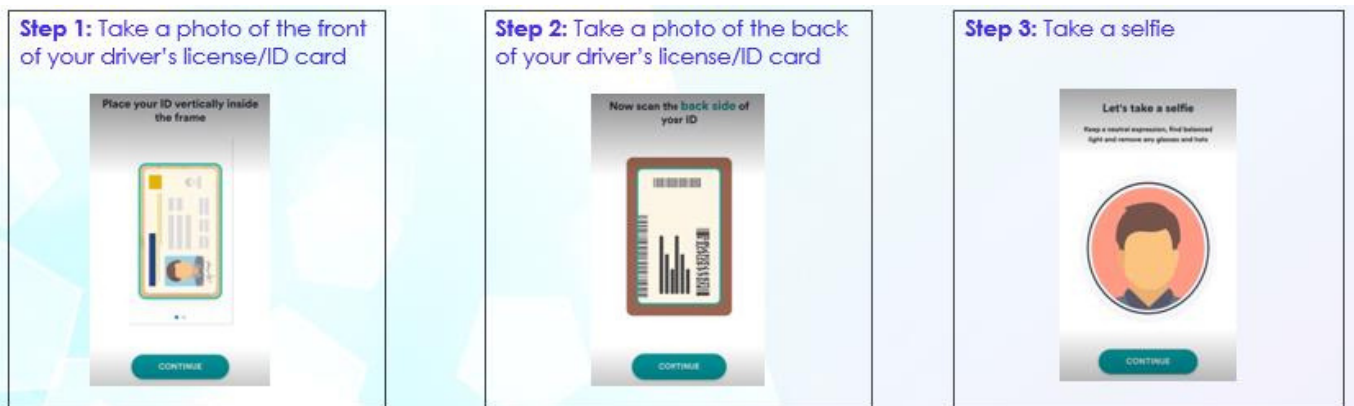 Step 1: Take a photo of the front
of your driver's license/ID card
Place your ID vertically inside
the frame
CONTINUE
Step 2: Take a photo of the back
of your driver's license/ID card
Now scan the back side of
your ID
CONTINUE
Step 3: Take a selfie
Let's take a selfie
Keep a neutral expression, find balanced
light and remove any glasses and hats
CONTINUE